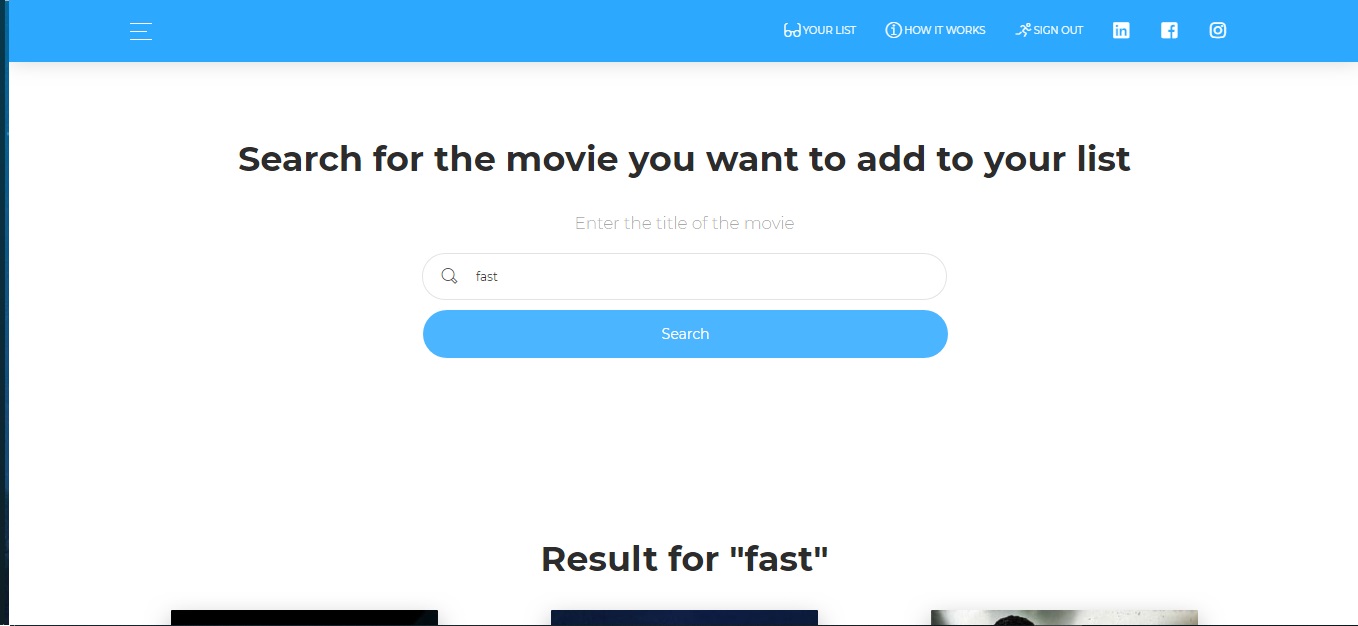 YOUR LIST HOW IT WORKS SIGN OUT
Search for the movie you want to add to your list
Enter the title of the movie
fast
Search
Result for "fast"